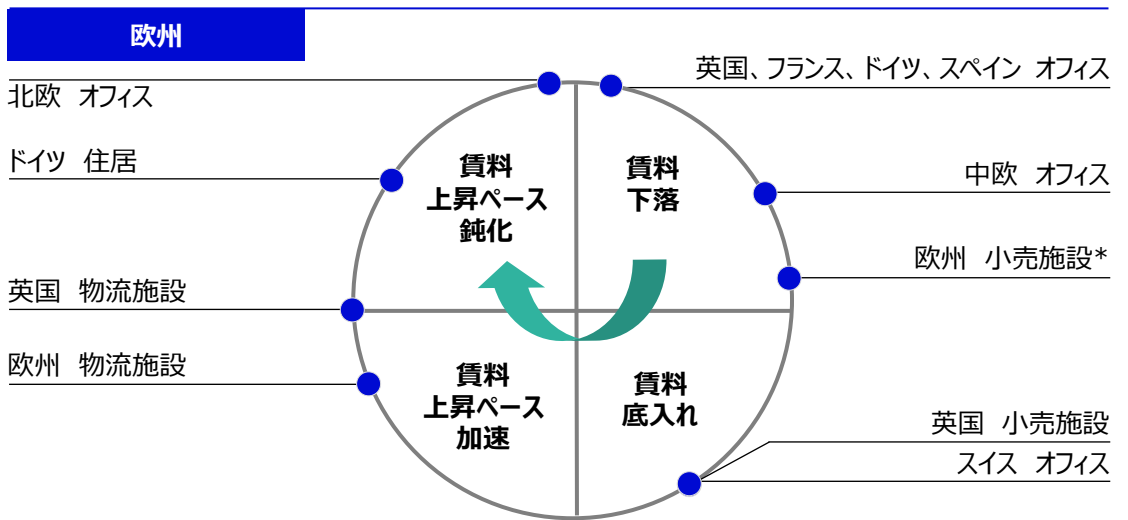 欧州
英国、フランス、ドイツ、スペイン オフィス
北欧 オフィス
ドイツ 住居
賃料
上昇ペース
鈍化
賃料
下落
中欧 オフィス
欧州 小売施設*
英国 物流施設
欧州 物流施設
賃料
上昇ペース
加速
賃料
底入れ
英国 小売施設
スイス オフィス